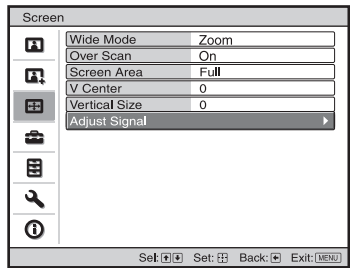 Screen
Wide Mode Zoom
Over Scan On
Screen Area Full
V Center 0
Vertical Size 0
Adjust Signal
Sel: Set: Back: Exit: MENU